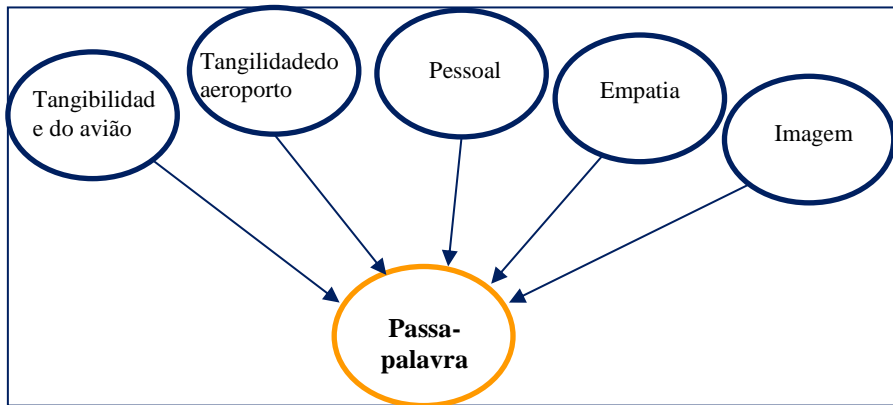 Tangibilidad
e do avião
Tangilidadedo
aeroporto
Pessoal
Empatia
Imagem
Passa-
palavra